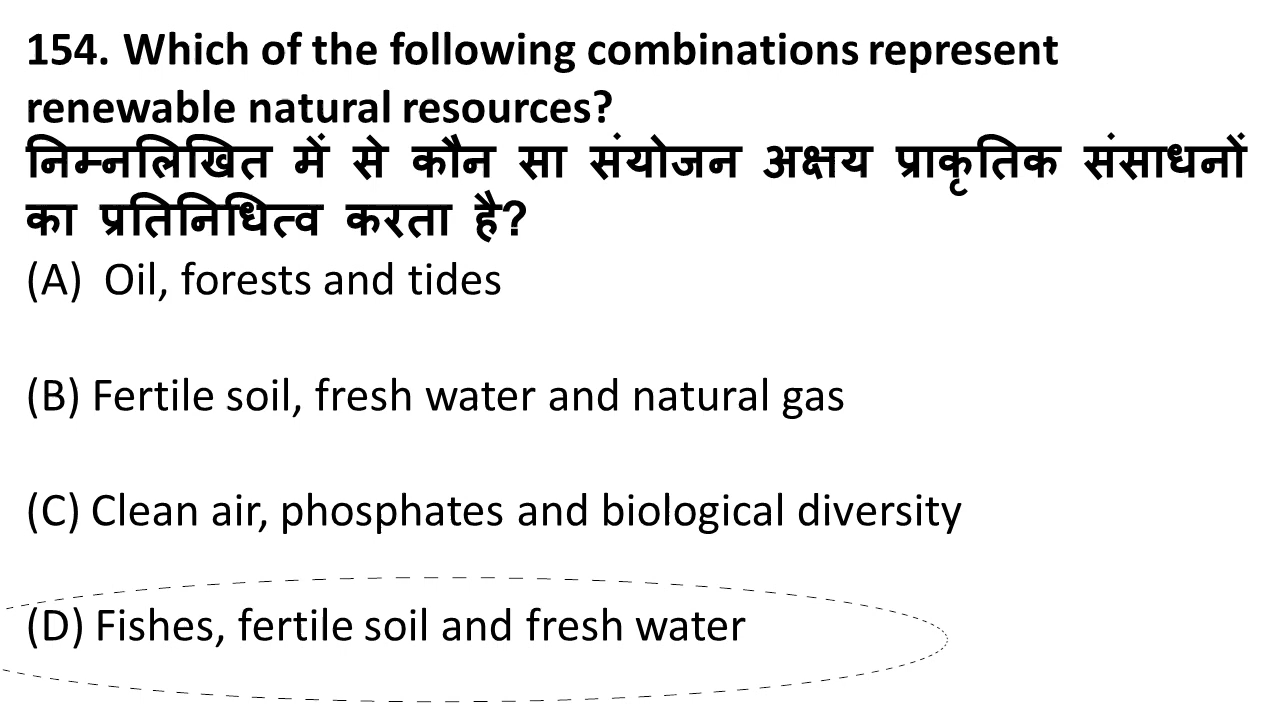 154. Which of the following combinations represent
renewable natural resources?
निम्नलिखित में से कौन सा संयोजन अक्षय प्राकृतिक संसाधनों
का प्रतिनिधित्व करता है?
(A) Oil, forests and tides
(B) Fertile soil, fresh water and natural gas
(C) Clean air, phosphates and biological diversity
(D) Fishes, fertile soil and fresh water